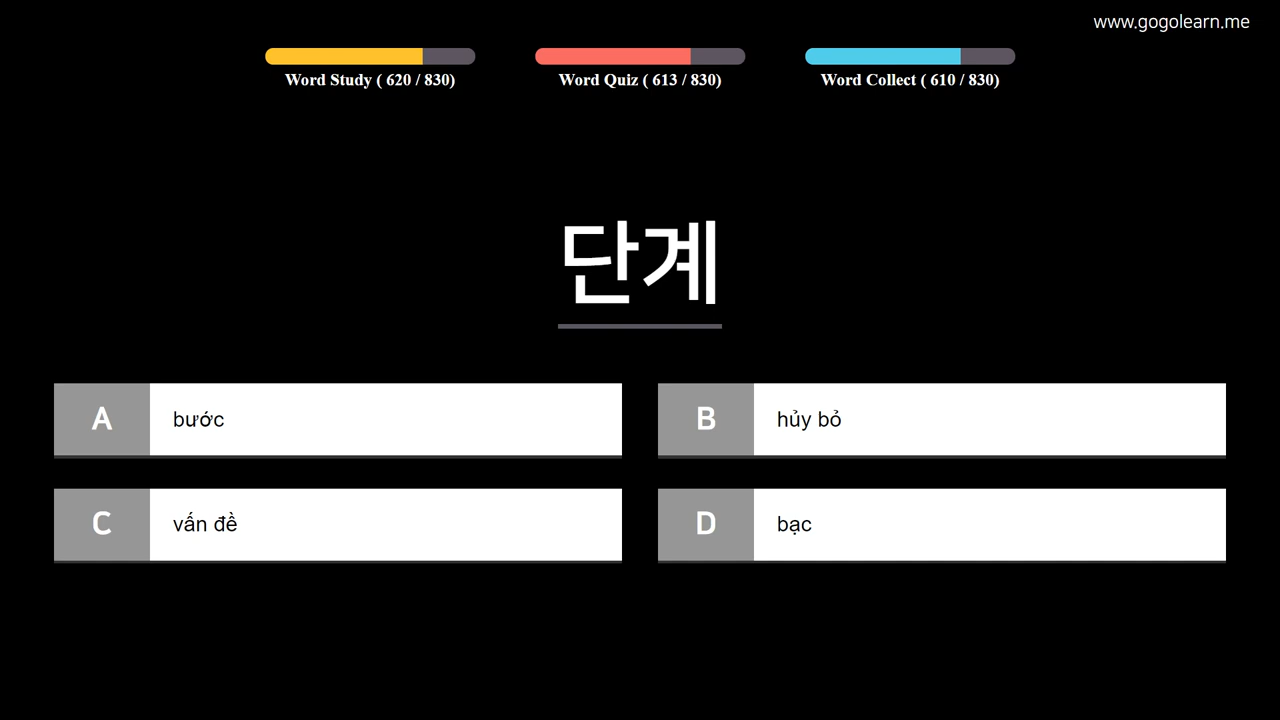 www.gogolearn.me
Word Study ( 620 / 830)
Word Quiz ( 613 / 830)
Word Collect ( 610 / 830)
단계
A bước
B hủy bỏ
C vấn đề
D bạc